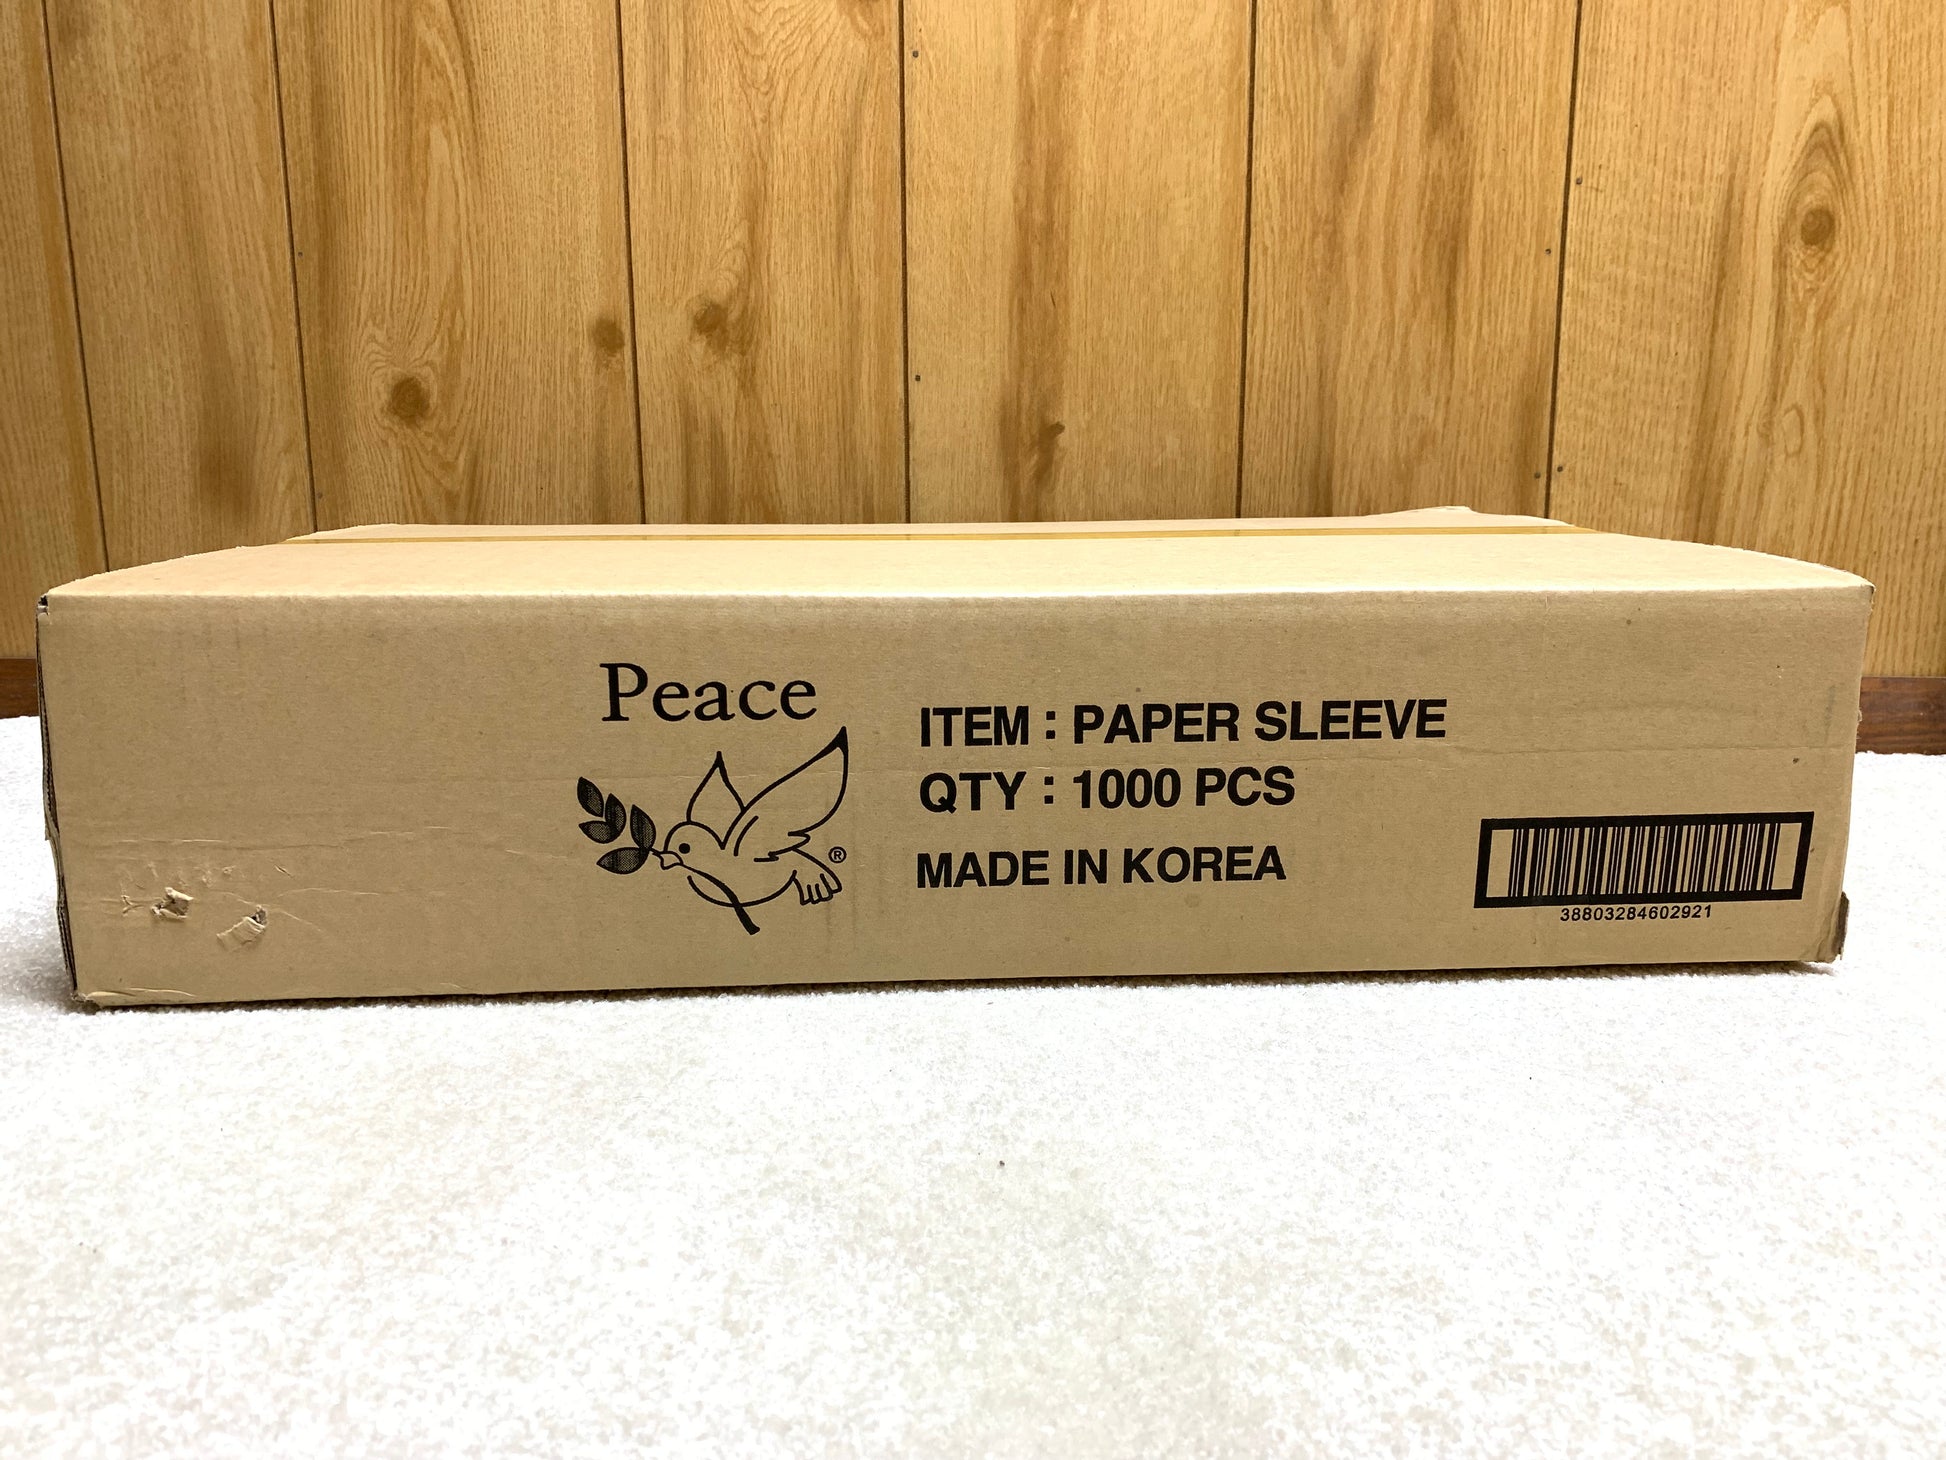 Peace
®
ITEM : PAPER SLEEVE
QTY : 1000 PCS
MADE IN KOREA
38803284602921